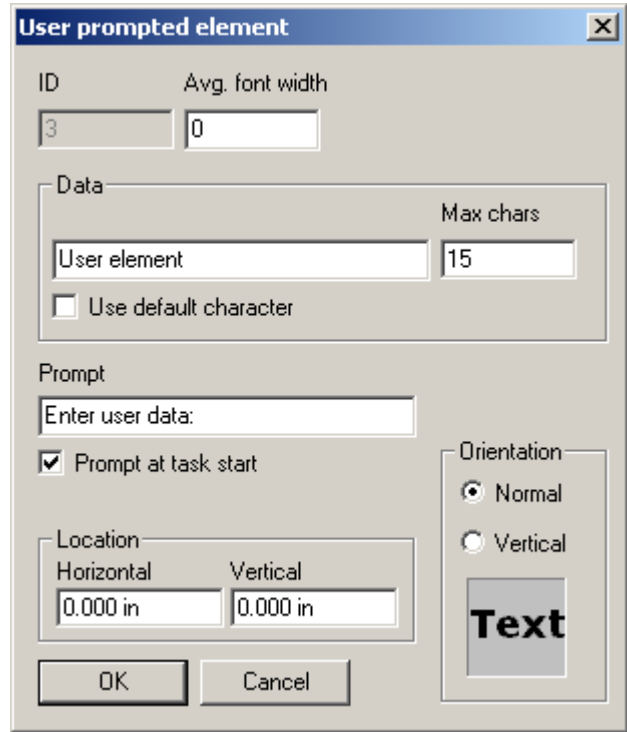 User prompted element
ID Avg. font width
3 0
Data
Max chars
User element 15
Use default character
Prompt
Enter user data:
Prompt at task start
Orientation
Normal
Vertical
Text
Location
Horizontal Vertical
0.000 in 0.000 in
OK Cancel